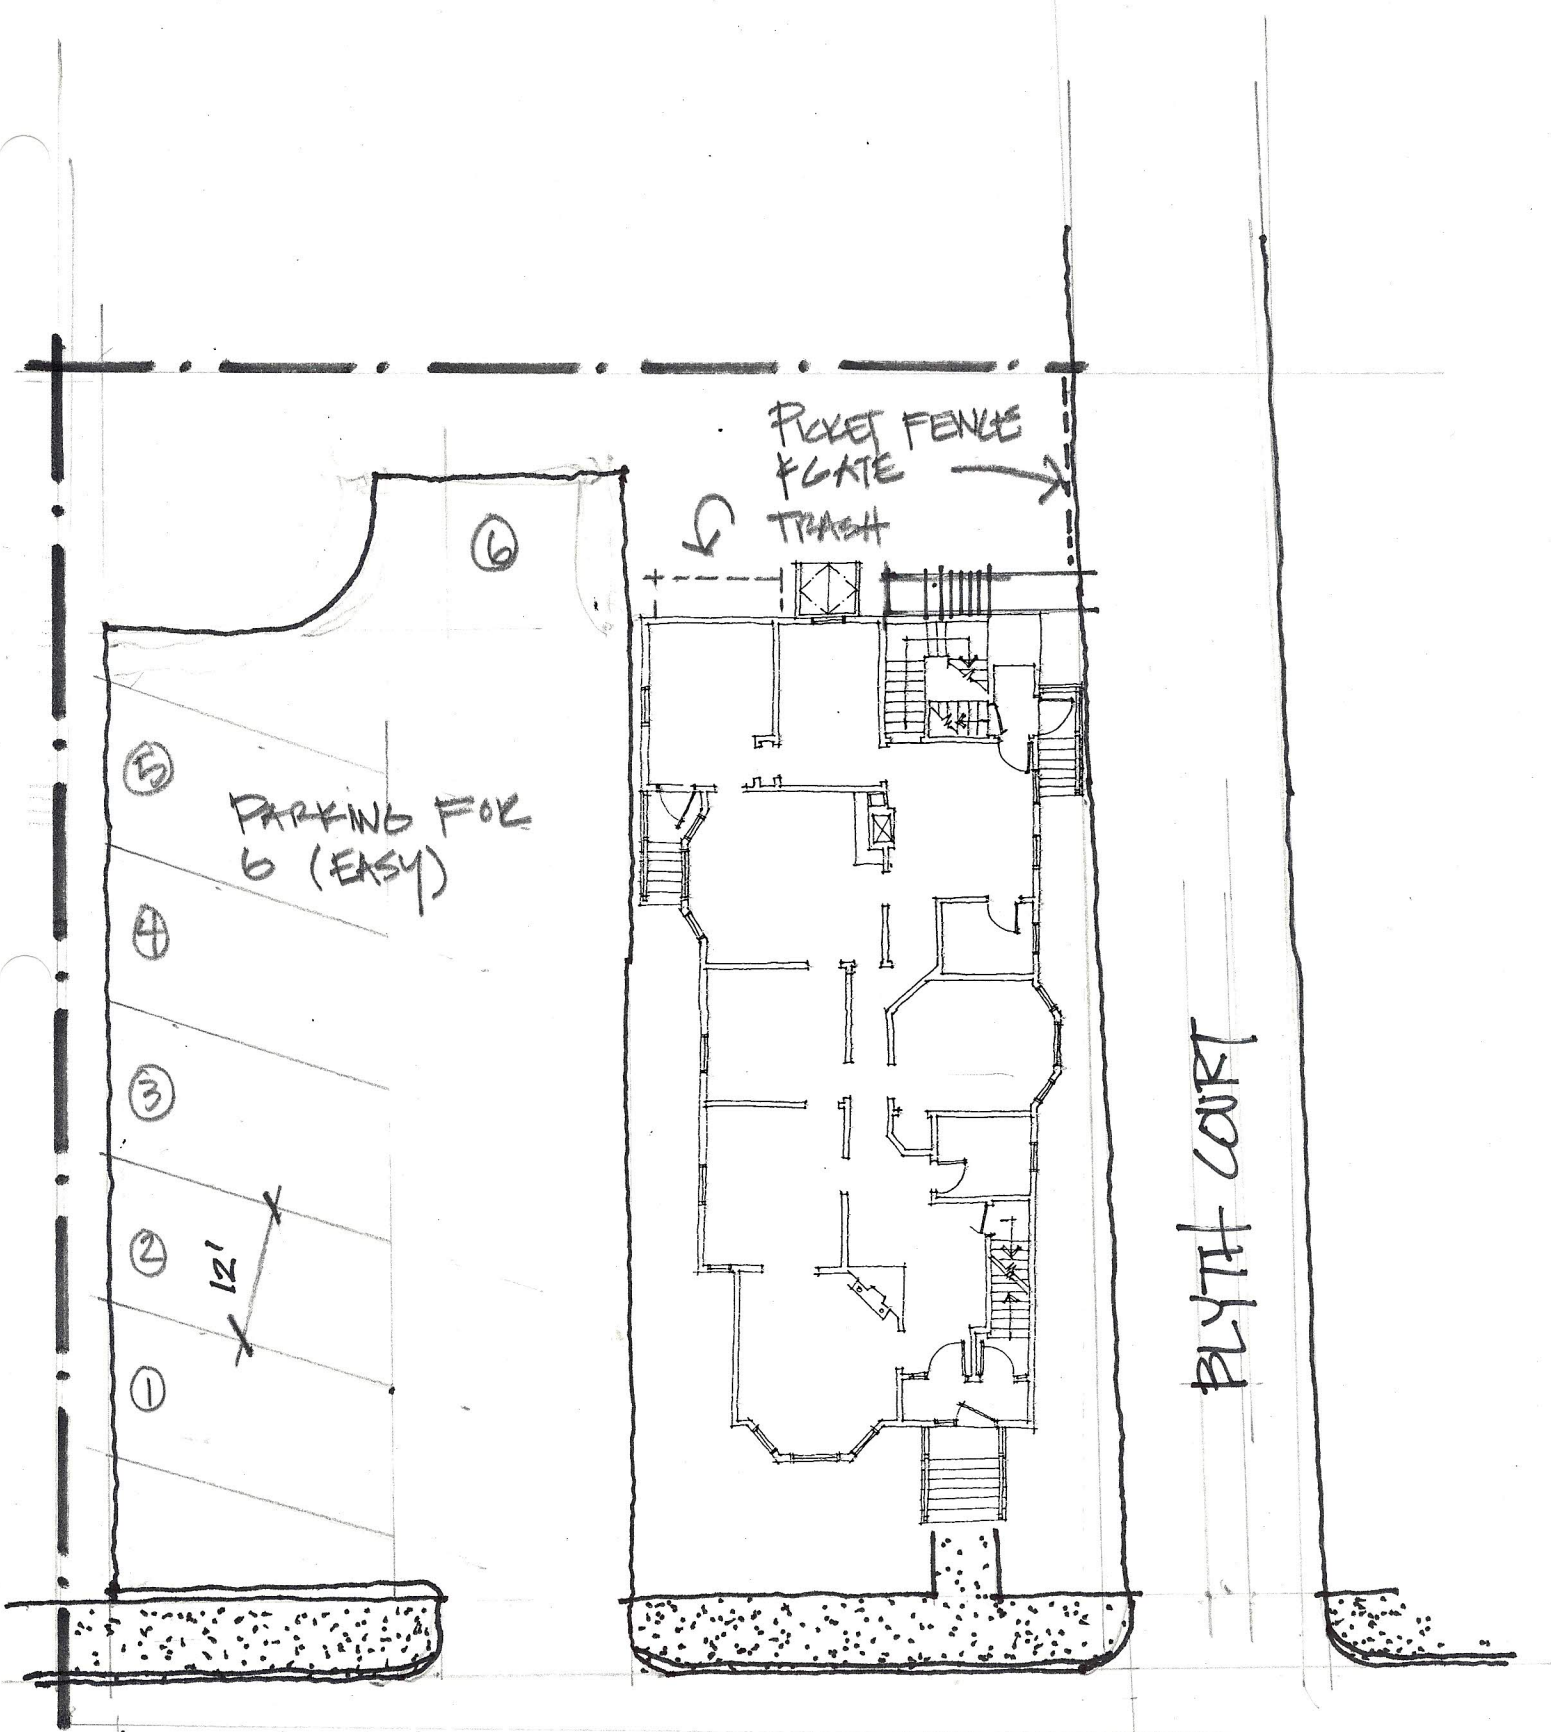 PICKET FENCE
& GATE
TRASH
6
5
PARKING FOR
6 (EASY)
4
3
2
12'
1
BLYTH COURT